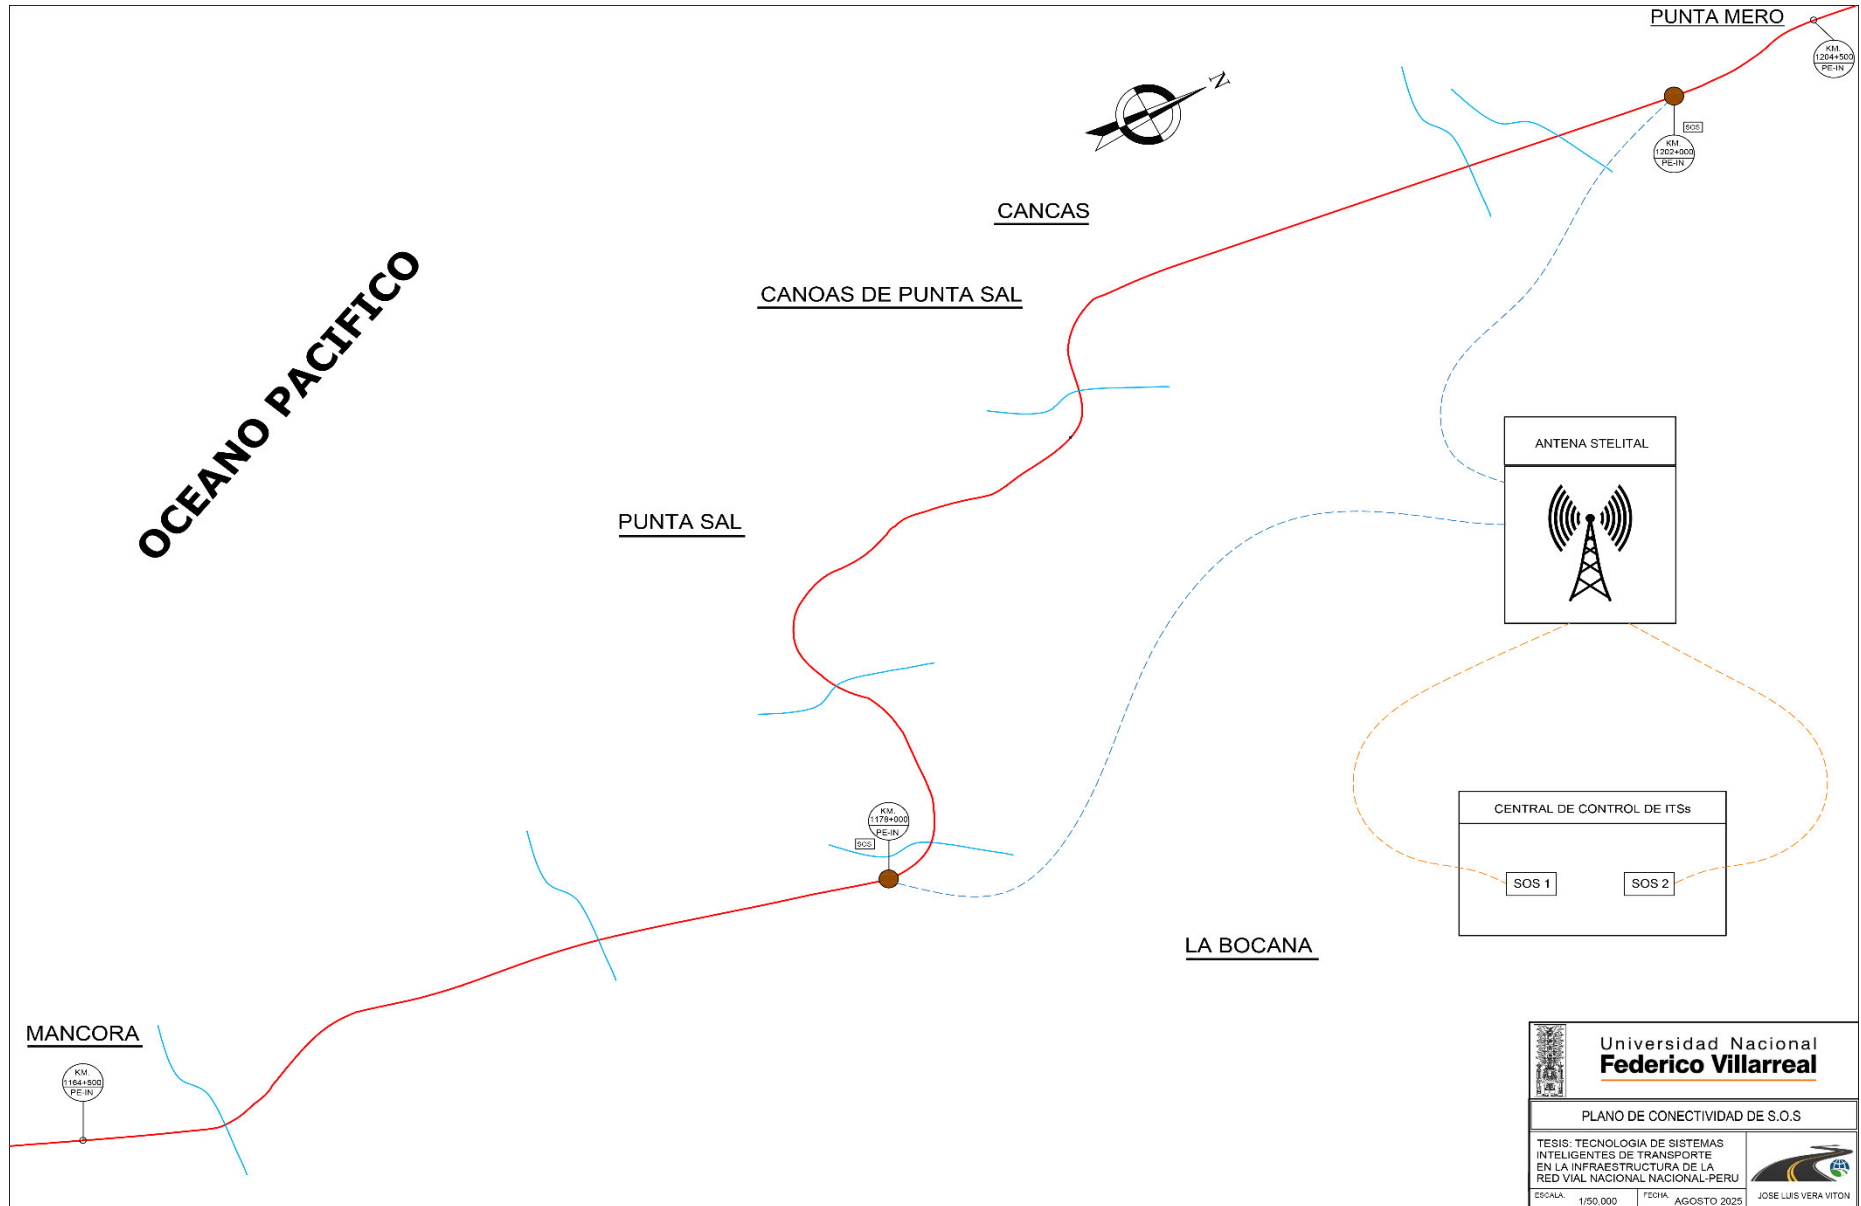 PUNTA MERO
KM.
1204+500
PE-IN
N
SOS
KM.
1202+000
PE-IN
CANCAS
CANOAS DE PUNTA SAL
OCEANO PACIFICO
ANTENA STELITAL
PUNTA SAL
CENTRAL DE CONTROL DE ITSs
SOS 1
SOS 2
KM.
1178+000
PE-IN
SOS
LA BOCANA
MANCORA
KM.
1164+500
PE-IN
Universidad Nacional
Federico Villarreal
PLANO DE CONECTIVIDAD DE S.O.S
TESIS: TECNOLOGIA DE SISTEMAS
INTELIGENTES DE TRANSPORTE
EN LA INFRAESTRUCTURA DE LA
RED VIAL NACIONAL NACIONAL-PERU
ESCALA. 1/50,000
FECHA. AGOSTO 2025
JOSE LUIS VERA VITON